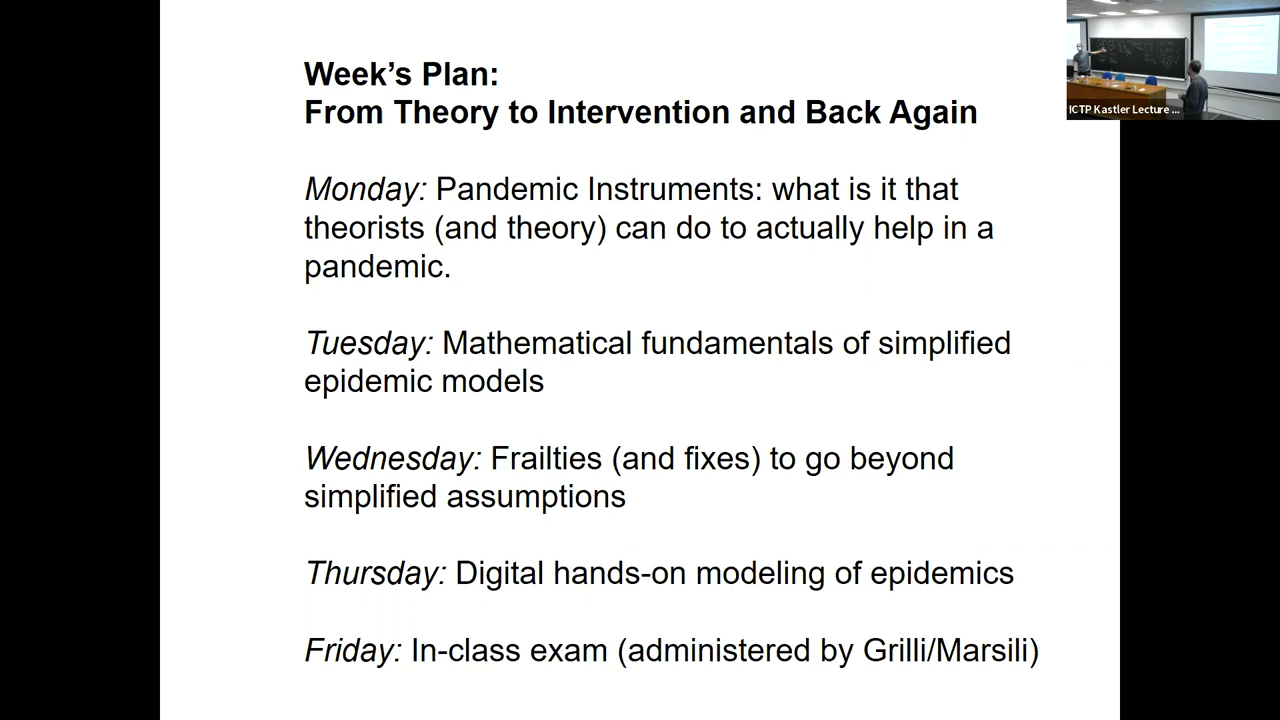 Week's Plan:
From Theory to Intervention and Back Again
Monday: Pandemic Instruments: what is it that
theorists (and theory) can do to actually help in a
pandemic.
Tuesday: Mathematical fundamentals of simplified
epidemic models
Wednesday: Frailties (and fixes) to go beyond
simplified assumptions
Thursday: Digital hands-on modeling of epidemics
Friday: In-class exam (administered by Grilli/Marsili)
ICTP Kastler Lecture ...